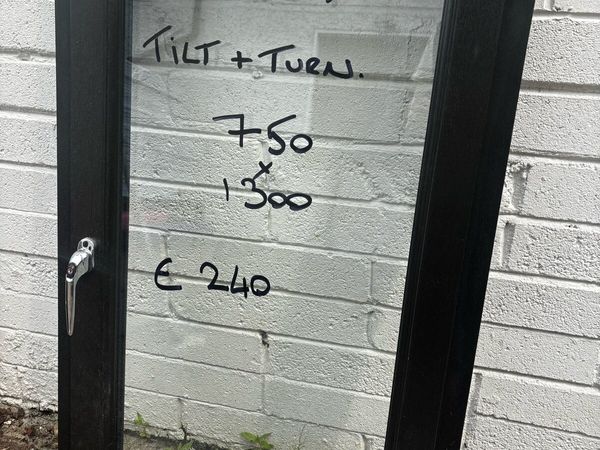 TILT + TURN.
750
x
1300
€ 240